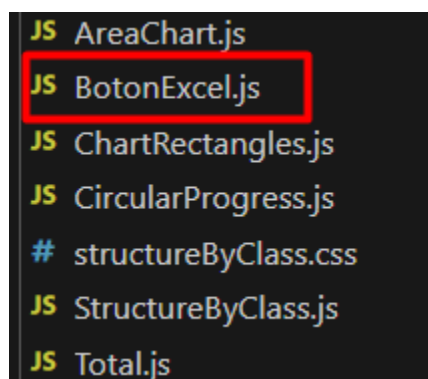 JS AreaChart.js
JS BotonExcel.js
JS ChartRectangles.js
JS CircularProgress.js
# structureByClass.css
JS StructureByClass.js
JS Total.js